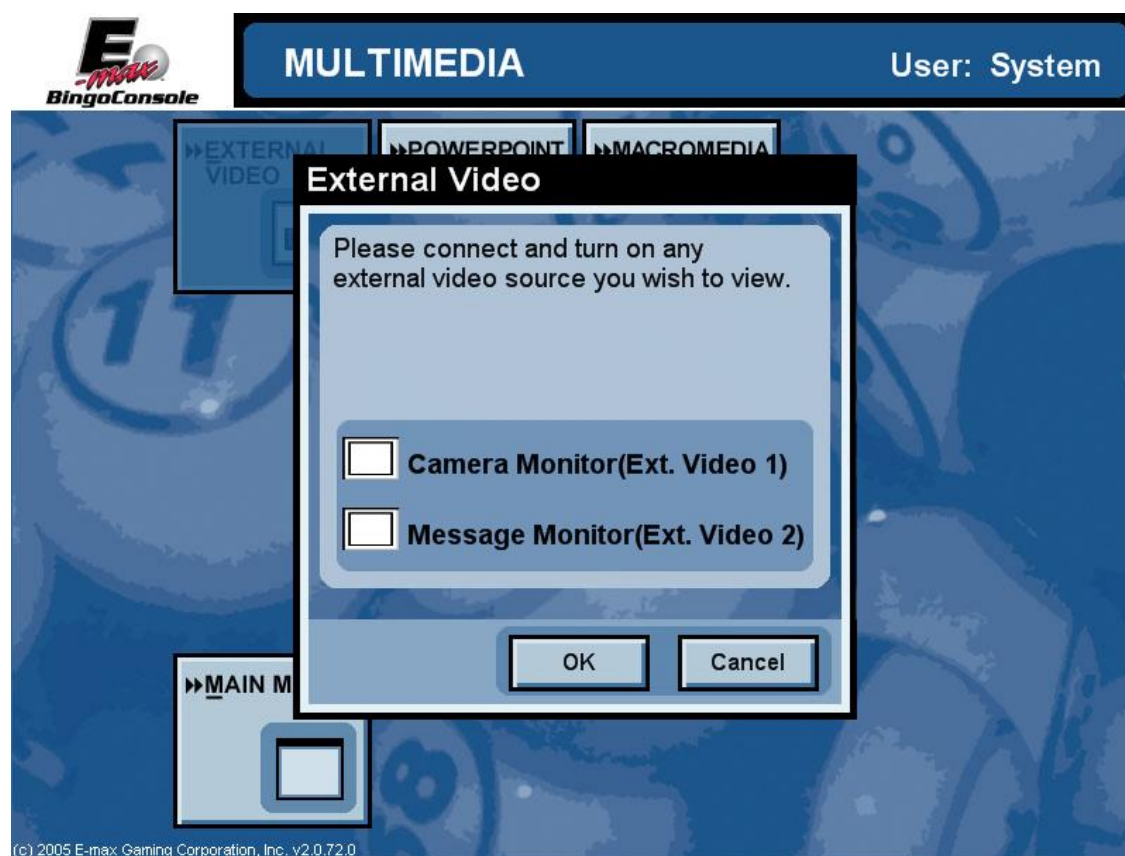 E-max
BingoConsole
MULTIMEDIA
User: System
»EXTERNAL
VIDEO
»POWERPOINT
»MACROMEDIA
External Video
Please connect and turn on any
external video source you wish to view.
Camera Monitor(Ext. Video 1)
Message Monitor(Ext. Video 2)
OK
Cancel
»MAIN M
11
8
(c) 2005 E-max Gaming Corporation, Inc. v2.0.72.0